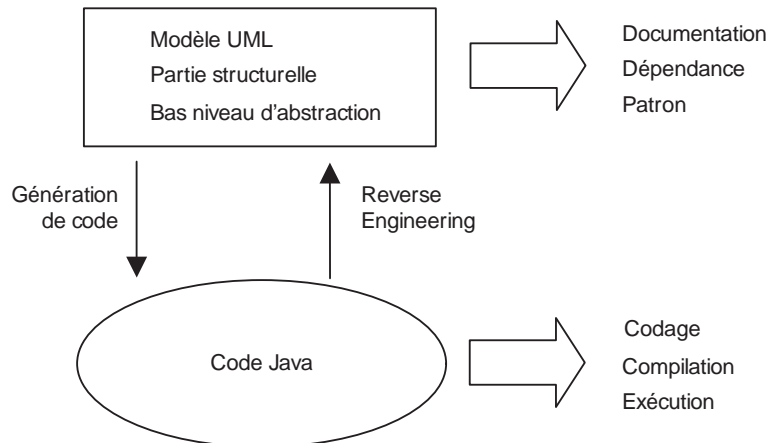 Modèle UML
Partie structurelle
Bas niveau d'abstraction
Documentation
Dépendance
Patron
Génération
de code
Reverse
Engineering
Code Java
Codage
Compilation
Exécution